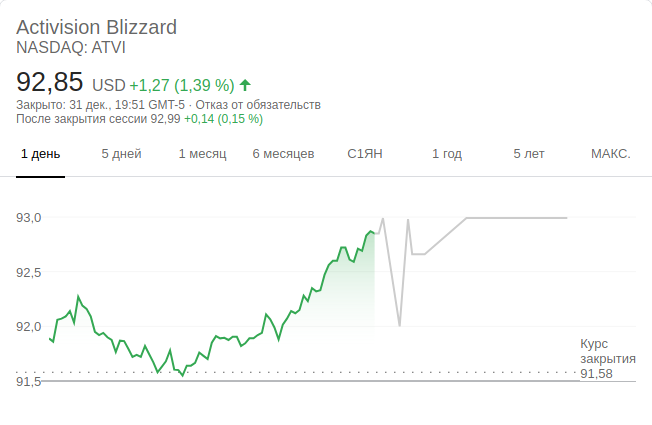 Activision Blizzard
NASDAQ: ATVI
92,85 USD +1,27 (1,39 %)
Закрыто: 31 дек., 19:51 GMT-5 · Отказ от обязательств
После закрытия сессии 92,99 +0,14 (0,15 %)
1 день 5 дней 1 месяц 6 месяцев С1ЯН 1 год 5 лет МАКС.
93,0
92,5
92,0
Курс
закрытия
91,58
91,5